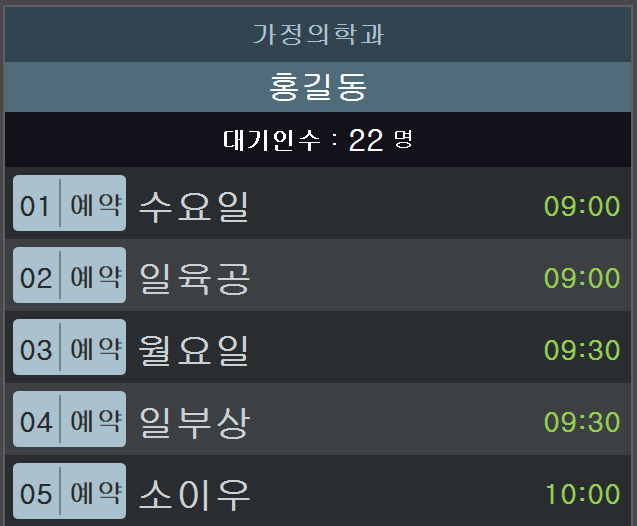 가정의학과
홍길동
대기인수 : 22 명
01 예약 수요일 09:00
02 예약 일육공 09:00
03 예약 월요일 09:30
04 예약 일부상 09:30
05 예약 소이우 10:00